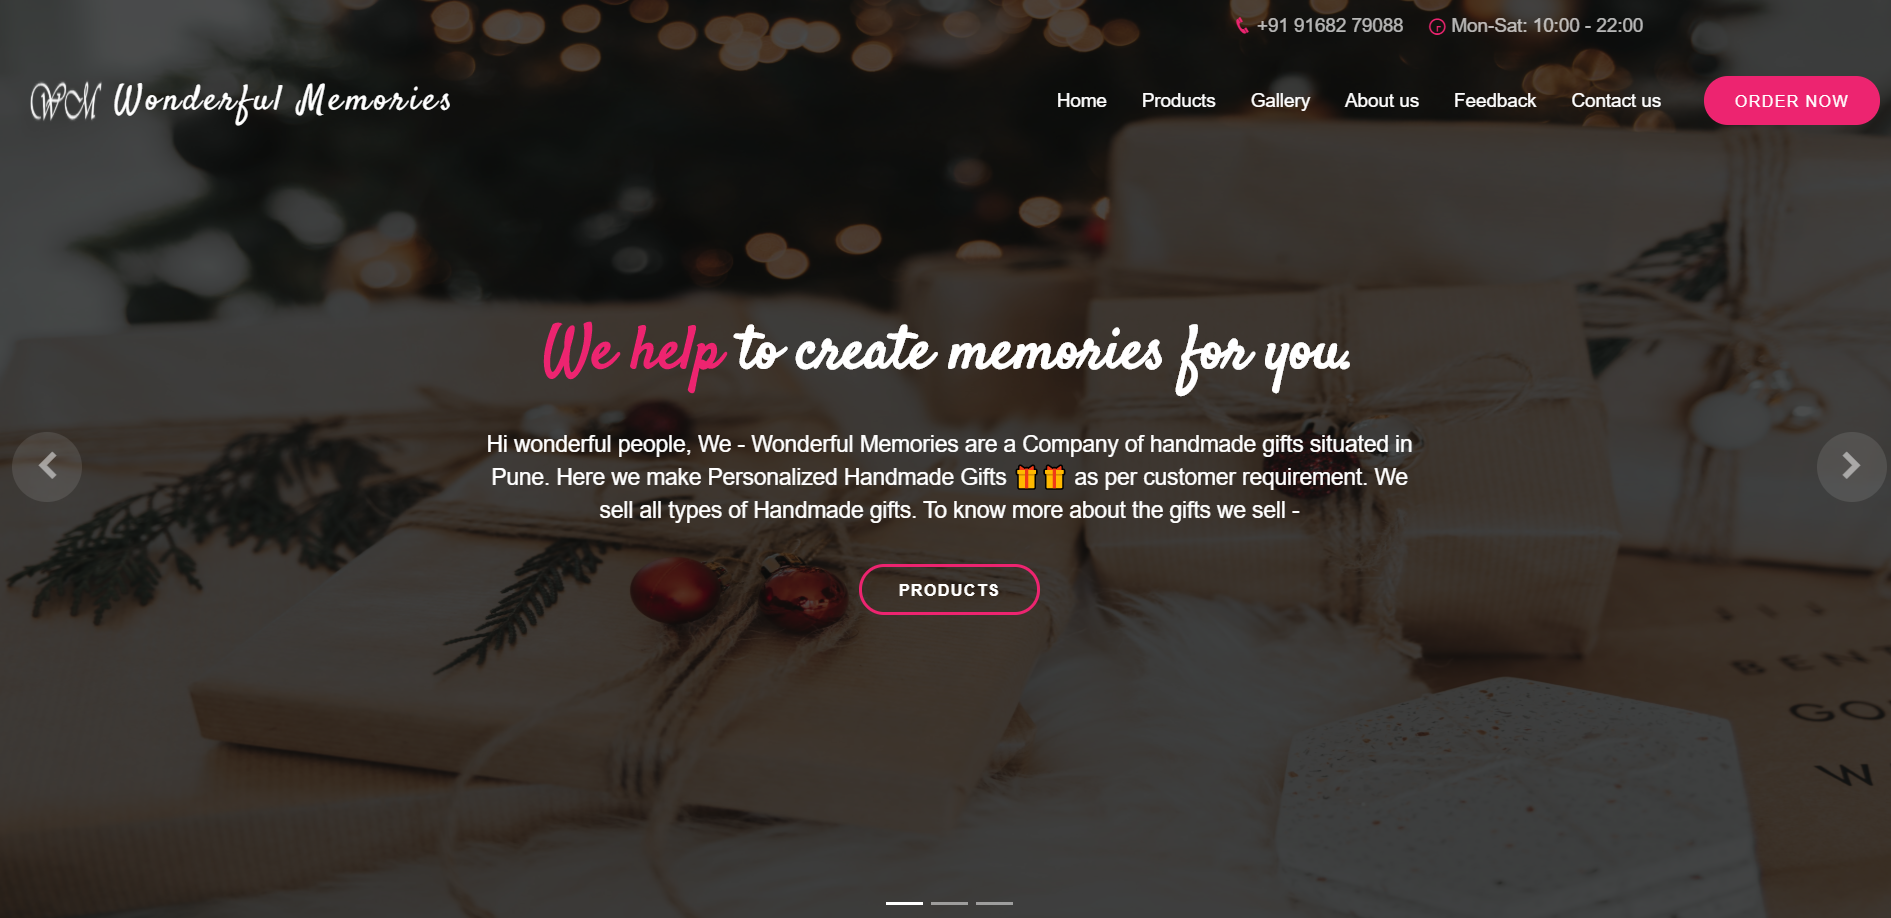 +91 91682 79088 Mon-Sat: 10:00 - 22:00
WM Wonderful Memories
Home Products Gallery About us Feedback Contact us ORDER NOW
We help to create memories for you.
Hi wonderful people, We - Wonderful Memories are a Company of handmade gifts situated in
Pune. Here we make Personalized Handmade Gifts 🎁🎁 as per customer requirement. We
sell all types of Handmade gifts. To know more about the gifts we sell -
PRODUCTS
BENT
GO
W